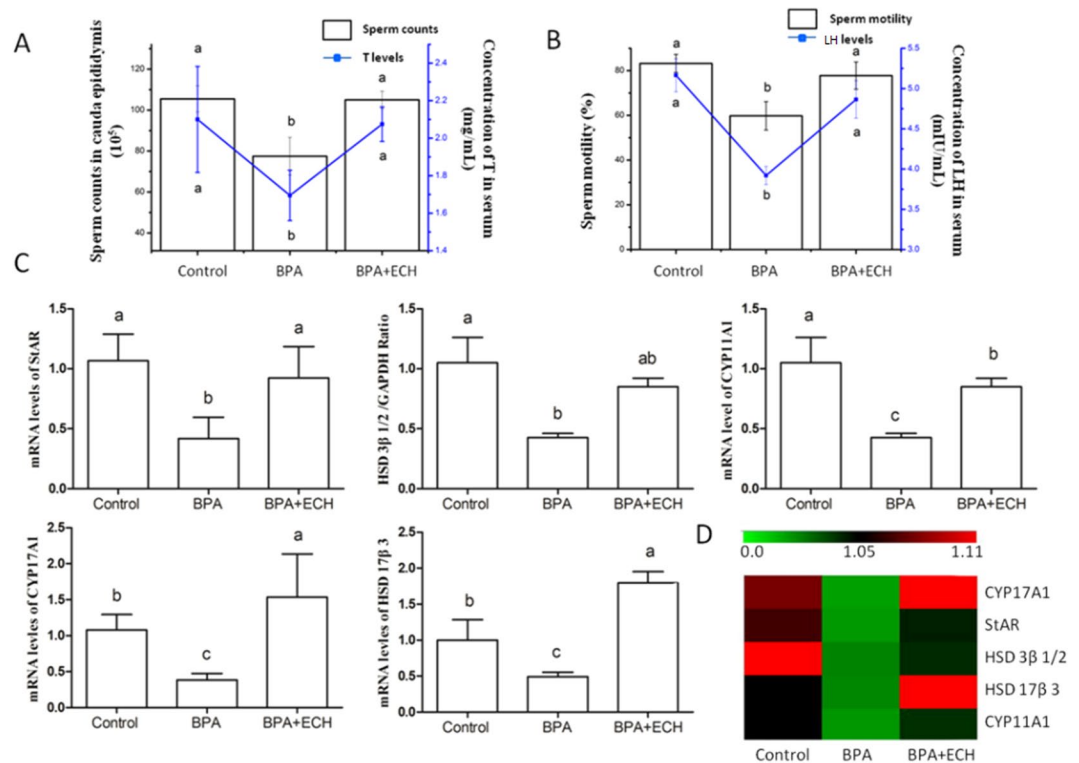 A
Sperm counts
T levels
Sperm counts in cauda epididymis
(10⁵)
120
100
80
60
40
a
a
b
b
a
a
2.4
2.2
2.0
1.8
1.6
1.4
Concentration of T in serum
(mg/mL)
Control BPA BPA+ECH
B
Sperm motility
LH levels
Sperm motility (%)
80
60
40
20
0
a
a
b
b
a
a
5.5
5.0
4.5
4.0
3.5
3.0
Concentration of LH in serum
(mIU/mL)
Control BPA BPA+ECH
C
mRNA levels of StAR
1.5
1.0
0.5
0.0
a
b
a
Control BPA BPA+ECH
HSD 3β 1/2 /GAPDH Ratio
1.5
1.0
0.5
0.0
a
b
ab
Control BPA BPA+ECH
mRNA level of CYP11A1
1.5
1.0
0.5
0.0
a
c
b
Control BPA BPA+ECH
mRNA levles of CYP17A1
2.5
2.0
1.5
1.0
0.5
0.0
b
c
a
Control BPA BPA+ECH
mRNA levles of HSD 17β 3
2.5
2.0
1.5
1.0
0.5
0.0
b
c
a
Control BPA BPA+ECH
D
0.0 1.05 1.11
CYP17A1
StAR
HSD 3β 1/2
HSD 17β 3
CYP11A1
Control BPA BPA+ECH